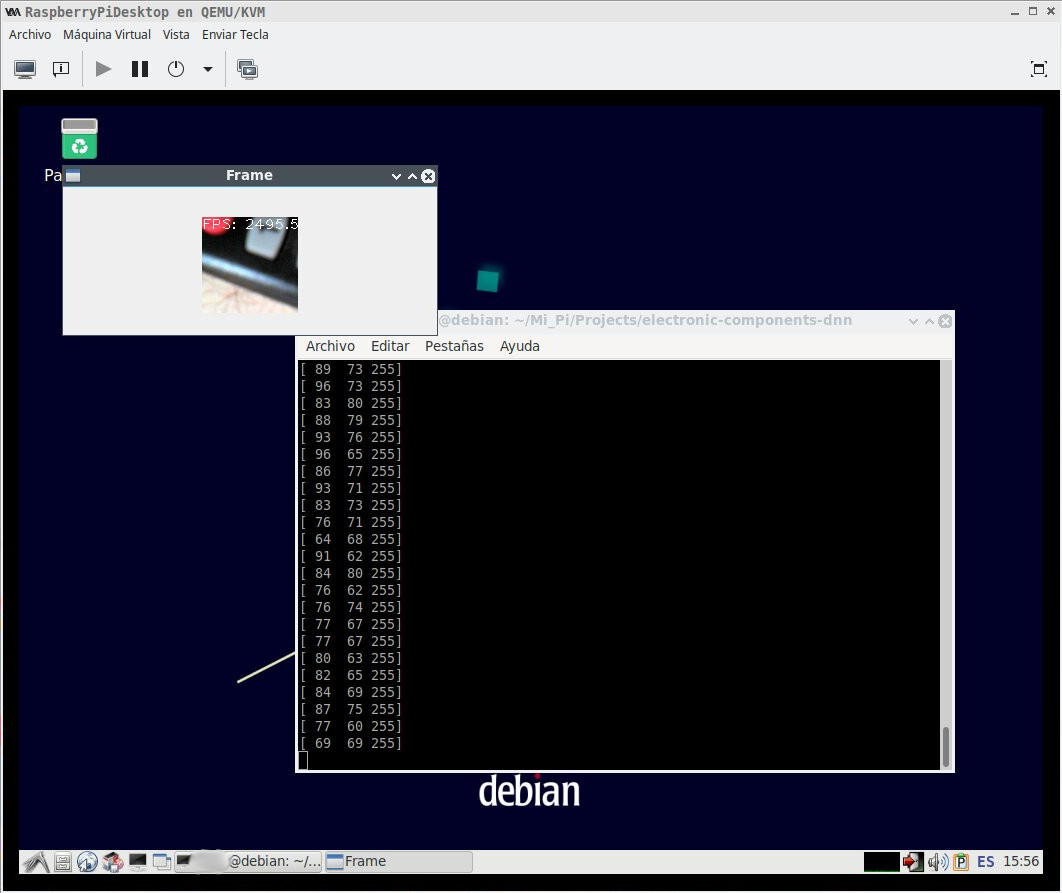 RaspberryPiDesktop en QEMU/KVM
Archivo Máquina Virtual Vista Enviar Tecla
Pa
Frame
FPS: 2495.5
@debian: ~/Mi_Pi/Projects/electronic-components-dnn
Archivo Editar Pestañas Ayuda
[ 89  73 255]
[ 96  73 255]
[ 83  80 255]
[ 88  79 255]
[ 93  76 255]
[ 96  65 255]
[ 86  77 255]
[ 93  71 255]
[ 83  73 255]
[ 76  71 255]
[ 64  68 255]
[ 91  62 255]
[ 84  80 255]
[ 76  62 255]
[ 76  74 255]
[ 77  67 255]
[ 77  67 255]
[ 80  63 255]
[ 82  65 255]
[ 84  69 255]
[ 87  75 255]
[ 77  60 255]
[ 69  69 255]
debian
@debian: ~/... Frame ES 15:56